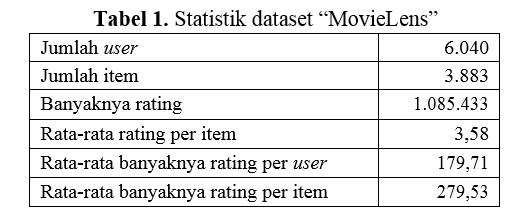 Tabel 1. Statistik dataset “MovieLens”
Jumlah user 6.040
Jumlah item 3.883
Banyaknya rating 1.085.433
Rata-rata rating per item 3,58
Rata-rata banyaknya rating per user 179,71
Rata-rata banyaknya rating per item 279,53